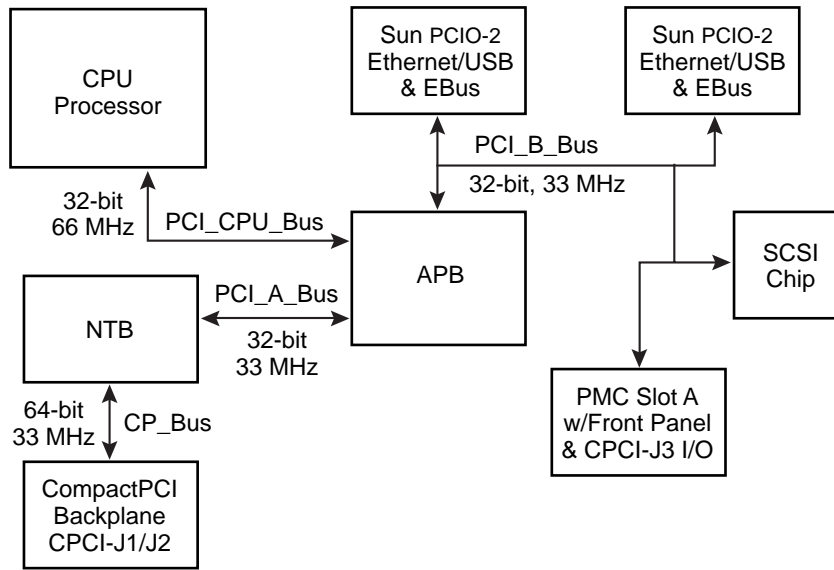 CPU
Processor
Sun PCIO-2
Ethernet/USB
& EBus
Sun PCIO-2
Ethernet/USB
& EBus
PCI_B_Bus
32-bit, 33 MHz
32-bit
66 MHz
PCI_CPU_Bus
APB
SCSI
Chip
NTB
PCI_A_Bus
32-bit
33 MHz
PMC Slot A
w/Front Panel
& CPCI-J3 I/O
64-bit
33 MHz
CP_Bus
CompactPCI
Backplane
CPCI-J1/J2